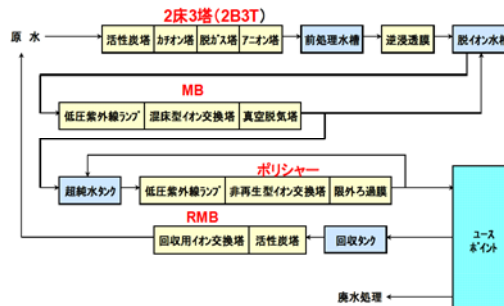 2床3塔(2B3T)
原 水
活性炭塔 カチオン塔 脱ガス塔 アニオン塔 前処理水槽 逆浸透膜 脱イオン水槽
MB
低圧紫外線ランプ 混床型イオン交換塔 真空脱気塔
ポリシャー
超純水タンク 低圧紫外線ランプ 非再生型イオン交換塔 限外ろ過膜
RMB
回収用イオン交換塔 活性炭塔 回収タンク
ユース
ポイント
廃水処理